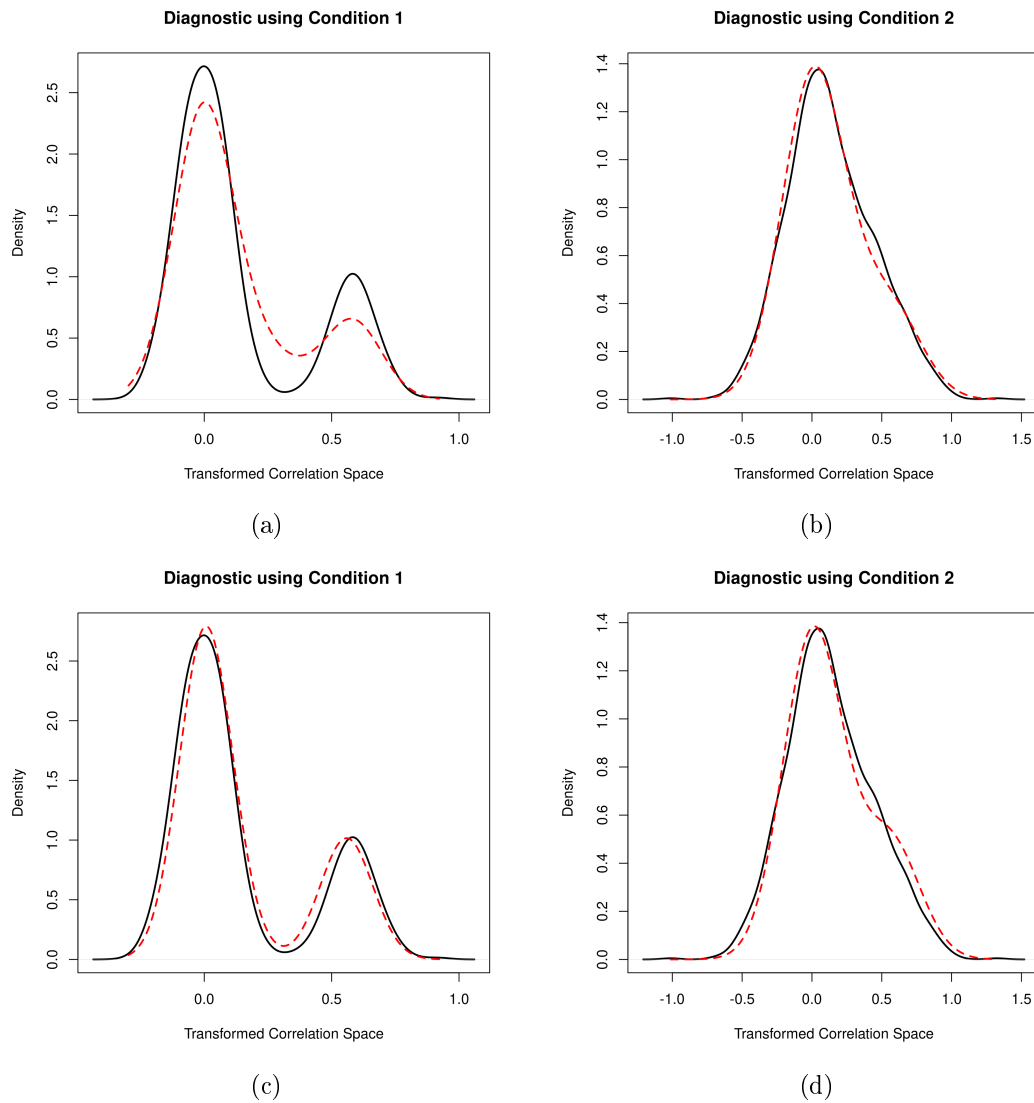 Diagnostic using Condition 1
Density
0.0 0.5 1.0 1.5 2.0 2.5
0.0 0.5 1.0
Transformed Correlation Space
(a)
Diagnostic using Condition 2
Density
0.0 0.2 0.4 0.6 0.8 1.0 1.2 1.4
-1.0 -0.5 0.0 0.5 1.0 1.5
Transformed Correlation Space
(b)
Diagnostic using Condition 1
Density
0.0 0.5 1.0 1.5 2.0 2.5
0.0 0.5 1.0
Transformed Correlation Space
(c)
Diagnostic using Condition 2
Density
0.0 0.2 0.4 0.6 0.8 1.0 1.2 1.4
-1.0 -0.5 0.0 0.5 1.0 1.5
Transformed Correlation Space
(d)